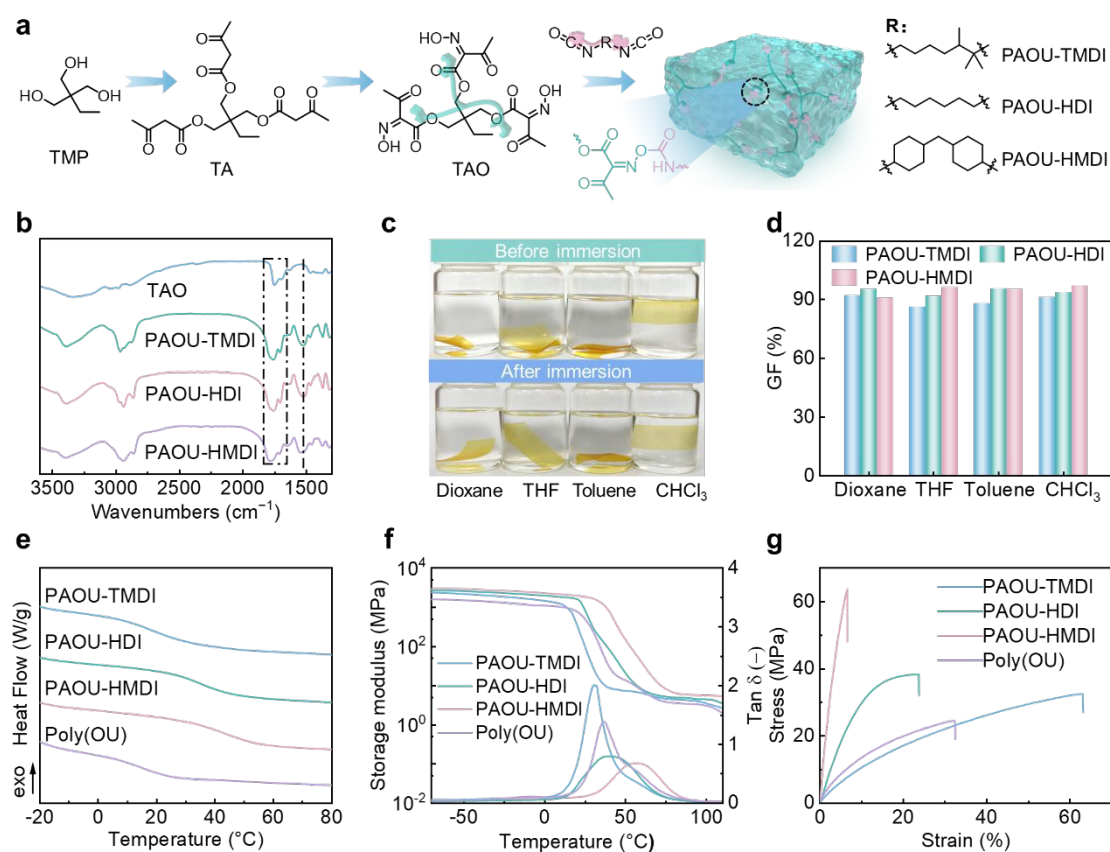 a
TMP
TA
TAO
HO
OH
HO
O
O
O
O
O
O
O
O
O
HO
N
O
O
O
O
O
O
O
O
O
N
OH
N
HO
O
C
N
R
N
C
O
O
O
O
N
O
O
HN
R:
PAOU-TMDI
PAOU-HDI
PAOU-HMDI
b
TAO
PAOU-TMDI
PAOU-HDI
PAOU-HMDI
3500 3000 2500 2000 1500
Wavenumbers (cm⁻¹)
c
Before immersion
After immersion
Dioxane THF Toluene CHCl₃
d
120
90
60
30
0
GF (%)
PAOU-TMDI PAOU-HDI
PAOU-HMDI
Dioxane THF Toluene CHCl₃
e
PAOU-TMDI
PAOU-HDI
PAOU-HMDI
Poly(OU)
Heat Flow (W/g)
exo
-20 0 20 40 60 80
Temperature (°C)
f
10⁴
10²
10⁰
10⁻²
Storage modulus (MPa)
PAOU-TMDI
PAOU-HDI
PAOU-HMDI
Poly(OU)
4
3
2
1
0
Tan δ (−)
-50 0 50 100
Temperature (°C)
g
60
40
20
0
Stress (MPa)
PAOU-TMDI
PAOU-HDI
PAOU-HMDI
Poly(OU)
0 20 40 60
Strain (%)